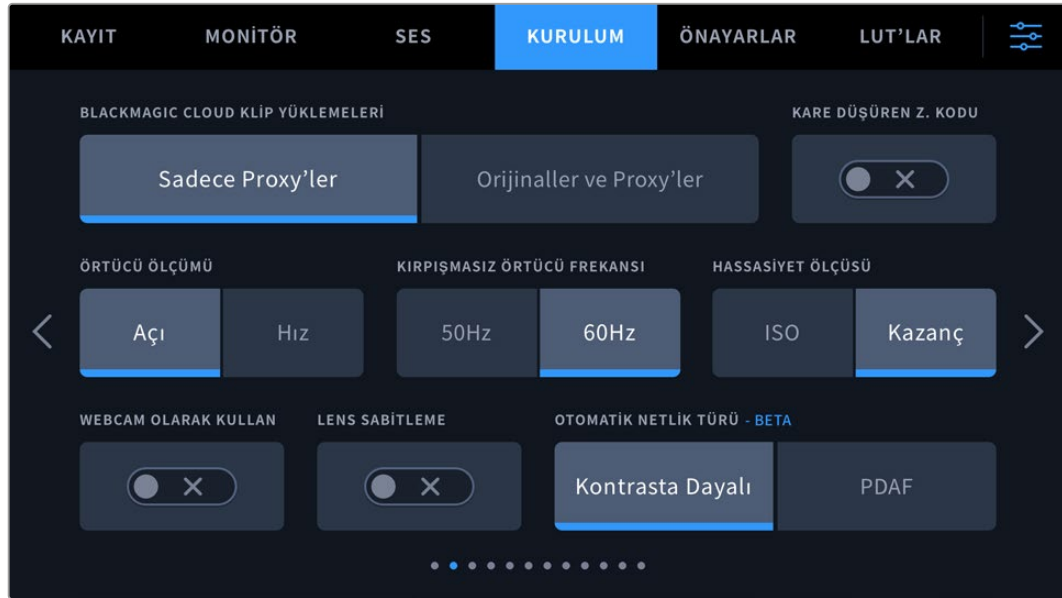 KAYIT MONİTÖR SES KURULUM ÖNAYARLAR LUT’LAR
BLACKMAGIC CLOUD KLİP YÜKLEMELERİ KARE DÜŞÜREN Z. KODU
Sadece Proxy’ler Orijinaller ve Proxy’ler
ÖRTÜCÜ ÖLÇÜMÜ KIRPIŞMASIZ ÖRTÜCÜ FREKANSI HASSASİYET ÖLÇÜSÜ
Açı Hız 50Hz 60Hz ISO Kazanç
WEBCAM OLARAK KULLAN LENS SABİTLEME OTOMATİK NETLİK TÜRÜ - BETA
Kontrasta Dayalı PDAF